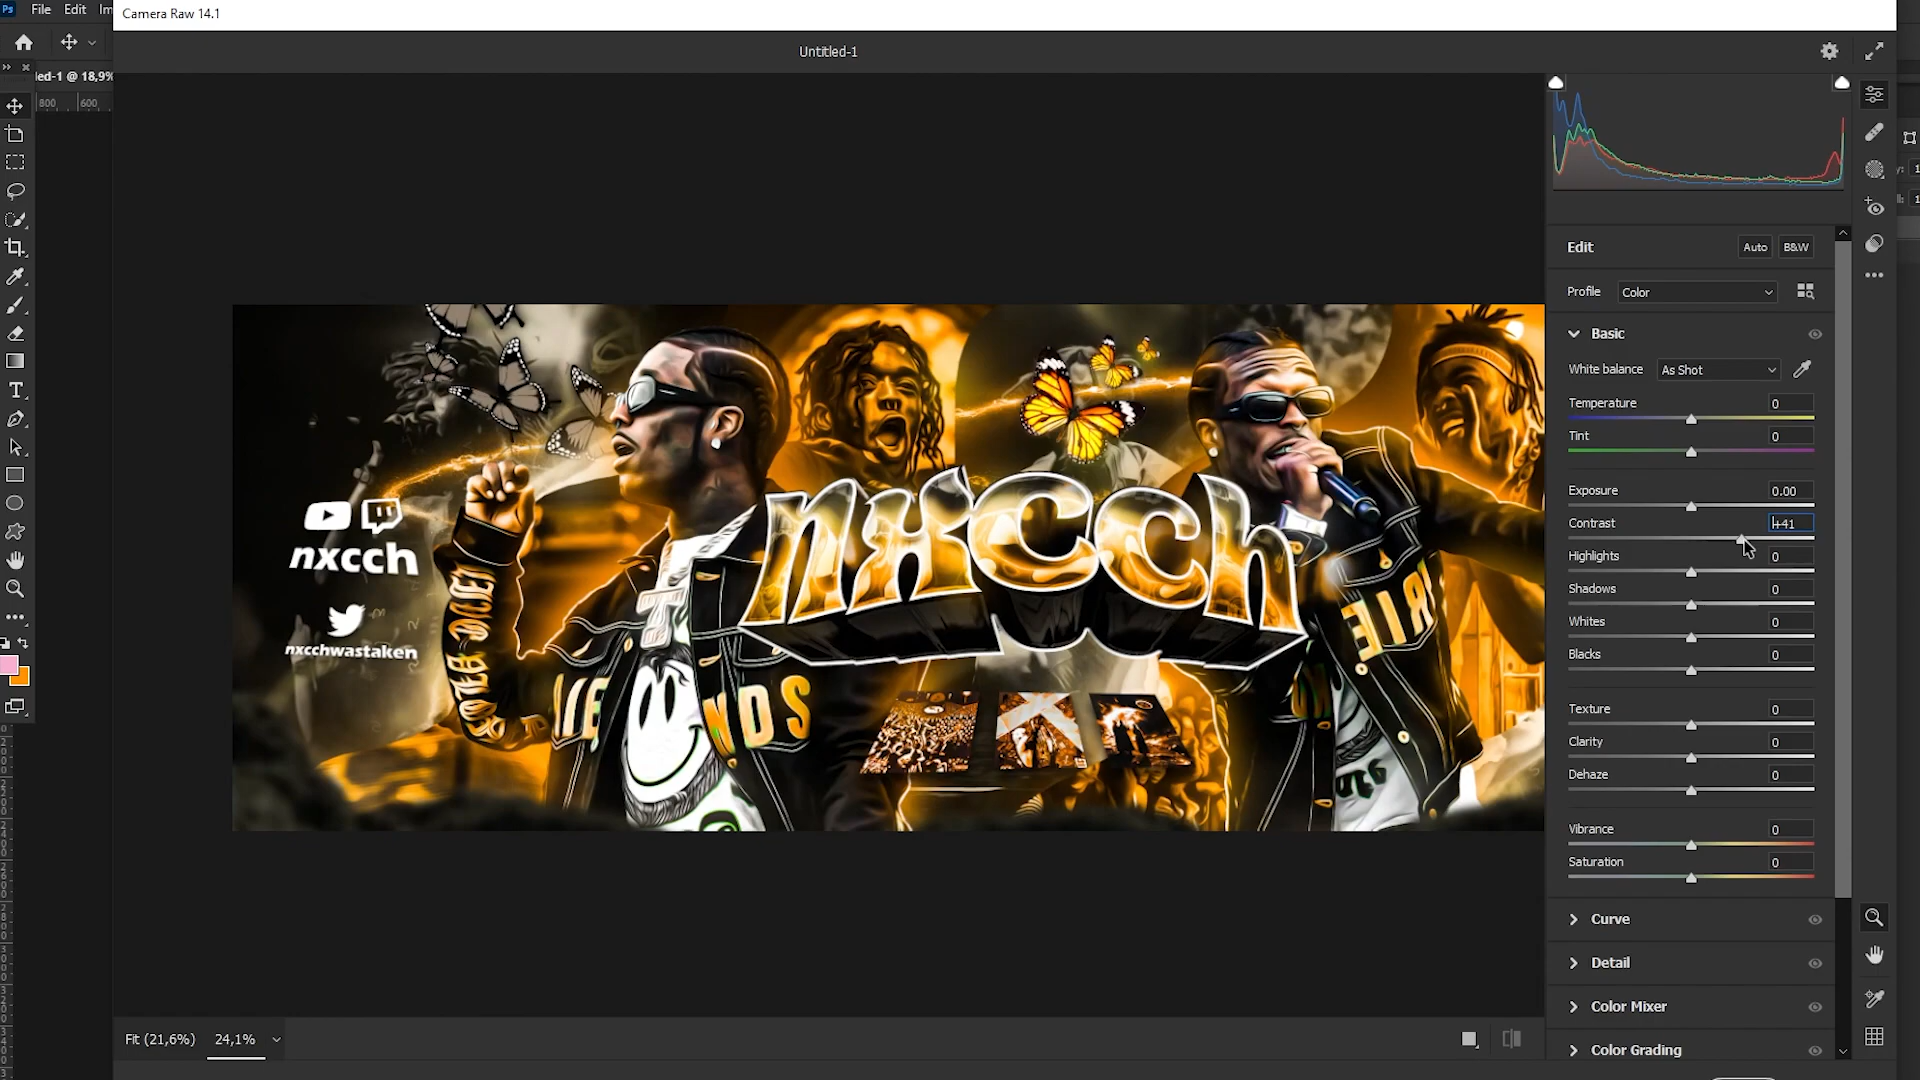 Ps File Edit Im
Camera Raw 14.1
Untitled-1
led-1 @ 18,9%
800 600
Edit Auto B&W
Profile Color
Basic
White balance As Shot
Temperature 0
Tint 0
Exposure 0.00
Contrast +41
Highlights 0
Shadows 0
Whites 0
Blacks 0
Texture 0
Clarity 0
Dehaze 0
Vibrance 0
Saturation 0
Curve
Detail
Color Mixer
Color Grading
nxcch
nxcch
nxcchwastaken
NDS
Fit (21,6%) 24,1%